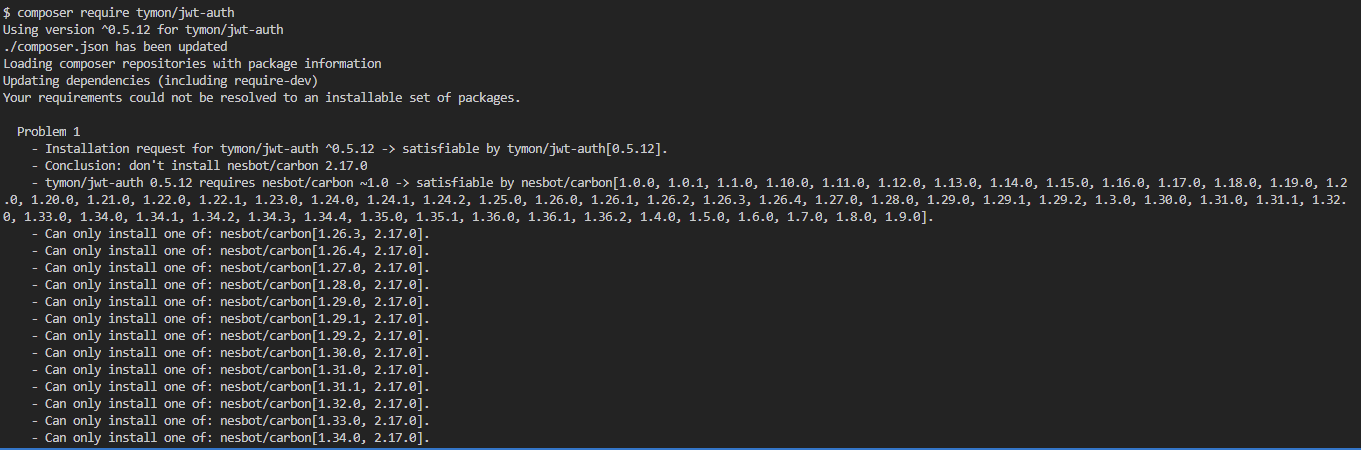 $ composer require tymon/jwt-auth
Using version ^0.5.12 for tymon/jwt-auth
./composer.json has been updated
Loading composer repositories with package information
Updating dependencies (including require-dev)
Your requirements could not be resolved to an installable set of packages.
Problem 1
- Installation request for tymon/jwt-auth ^0.5.12 -> satisfiable by tymon/jwt-auth[0.5.12].
- Conclusion: don't install nesbot/carbon 2.17.0
- tymon/jwt-auth 0.5.12 requires nesbot/carbon ~1.0 -> satisfiable by nesbot/carbon[1.0.0, 1.0.1, 1.1.0, 1.10.0, 1.11.0, 1.12.0, 1.13.0, 1.14.0, 1.15.0, 1.16.0, 1.17.0, 1.18.0, 1.19.0, 1.2
.0, 1.20.0, 1.21.0, 1.22.0, 1.22.1, 1.23.0, 1.24.0, 1.24.1, 1.24.2, 1.25.0, 1.26.0, 1.26.1, 1.26.2, 1.26.3, 1.26.4, 1.27.0, 1.28.0, 1.29.0, 1.29.1, 1.29.2, 1.3.0, 1.30.0, 1.31.0, 1.31.1, 1.32.
0, 1.33.0, 1.34.0, 1.34.1, 1.34.2, 1.34.3, 1.34.4, 1.35.0, 1.35.1, 1.36.0, 1.36.1, 1.36.2, 1.4.0, 1.5.0, 1.6.0, 1.7.0, 1.8.0, 1.9.0].
- Can only install one of: nesbot/carbon[1.26.3, 2.17.0].
- Can only install one of: nesbot/carbon[1.26.4, 2.17.0].
- Can only install one of: nesbot/carbon[1.27.0, 2.17.0].
- Can only install one of: nesbot/carbon[1.28.0, 2.17.0].
- Can only install one of: nesbot/carbon[1.29.0, 2.17.0].
- Can only install one of: nesbot/carbon[1.29.1, 2.17.0].
- Can only install one of: nesbot/carbon[1.29.2, 2.17.0].
- Can only install one of: nesbot/carbon[1.30.0, 2.17.0].
- Can only install one of: nesbot/carbon[1.31.0, 2.17.0].
- Can only install one of: nesbot/carbon[1.31.1, 2.17.0].
- Can only install one of: nesbot/carbon[1.32.0, 2.17.0].
- Can only install one of: nesbot/carbon[1.33.0, 2.17.0].
- Can only install one of: nesbot/carbon[1.34.0, 2.17.0].